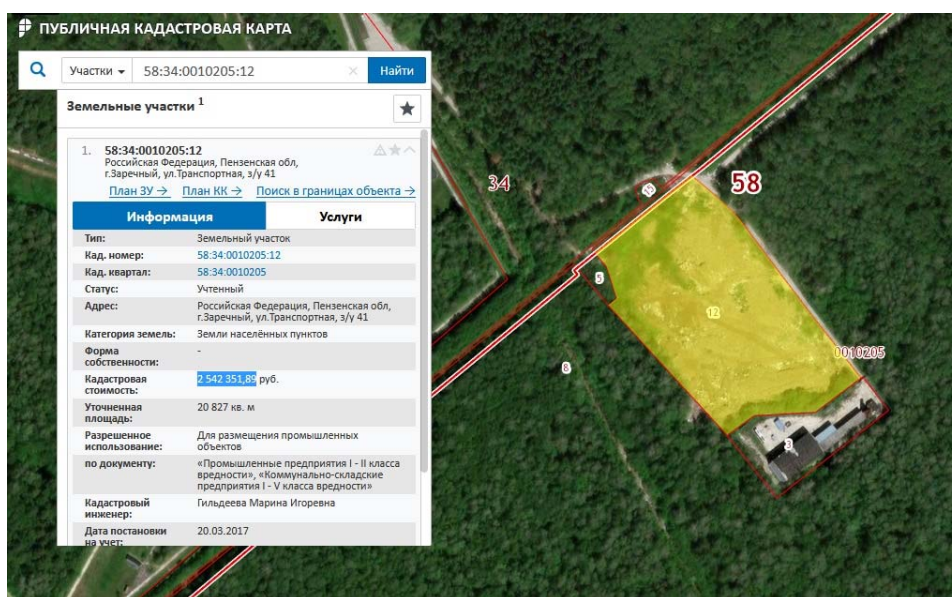 ПУБЛИЧНАЯ КАДАСТРОВАЯ КАРТА
Участки 58:34:0010205:12 × Найти
Земельные участки 1
1. 58:34:0010205:12
Российская Федерация, Пензенская обл,
г.Заречный, ул.Транспортная, з/у 41
План ЗУ → План КК → Поиск в границах объекта →
Информация Услуги
Тип: Земельный участок
Кад. номер: 58:34:0010205:12
Кад. квартал: 58:34:0010205
Статус: Учтенный
Адрес: Российская Федерация, Пензенская обл,
г.Заречный, ул.Транспортная, з/у 41
Категория земель: Земли населённых пунктов
Форма -
собственности:
Кадастровая 2 542 351,89 руб.
стоимость:
Уточненная 20 827 кв. м
площадь:
Разрешенное Для размещения промышленных
использование: объектов
по документу: «Промышленные предприятия I - II класса
вредности», «Коммунально-складские
предприятия I - V класса вредности»
Кадастровый Гильдеева Марина Игоревна
инженер:
Дата постановки 20.03.2017
на учет:
34
58
5
12
0010205
8
3